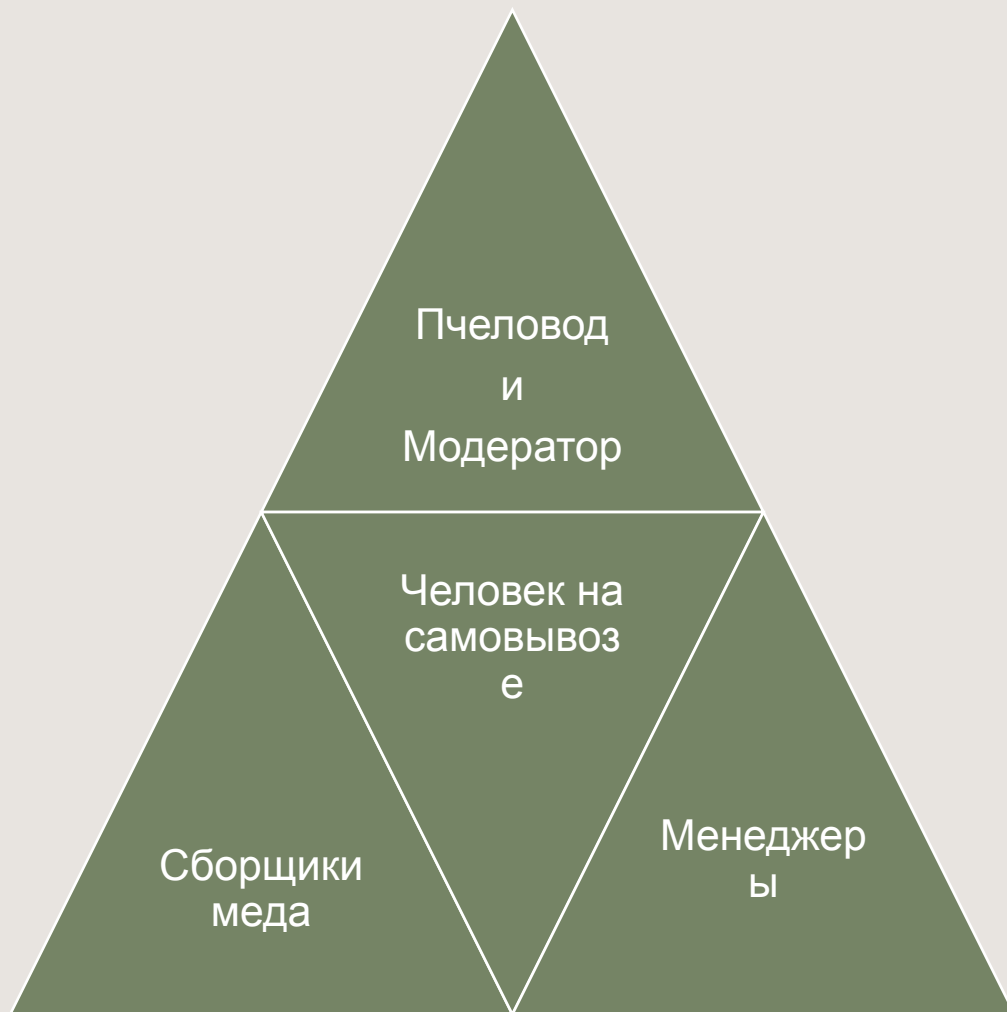 Пчеловод
и
Модератор
Человек на
самовывоз
е
Сборщики
меда
Менеджер
ы